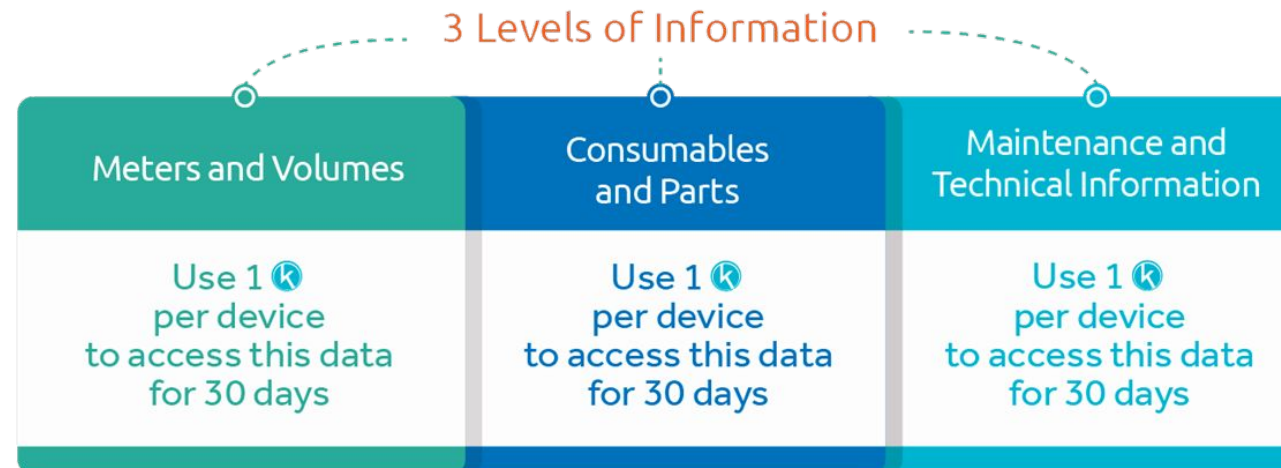 3 Levels of Information
Meters and Volumes
Use 1 k
per device
to access this data
for 30 days
Consumables
and Parts
Use 1 k
per device
to access this data
for 30 days
Maintenance and
Technical Information
Use 1 k
per device
to access this data
for 30 days